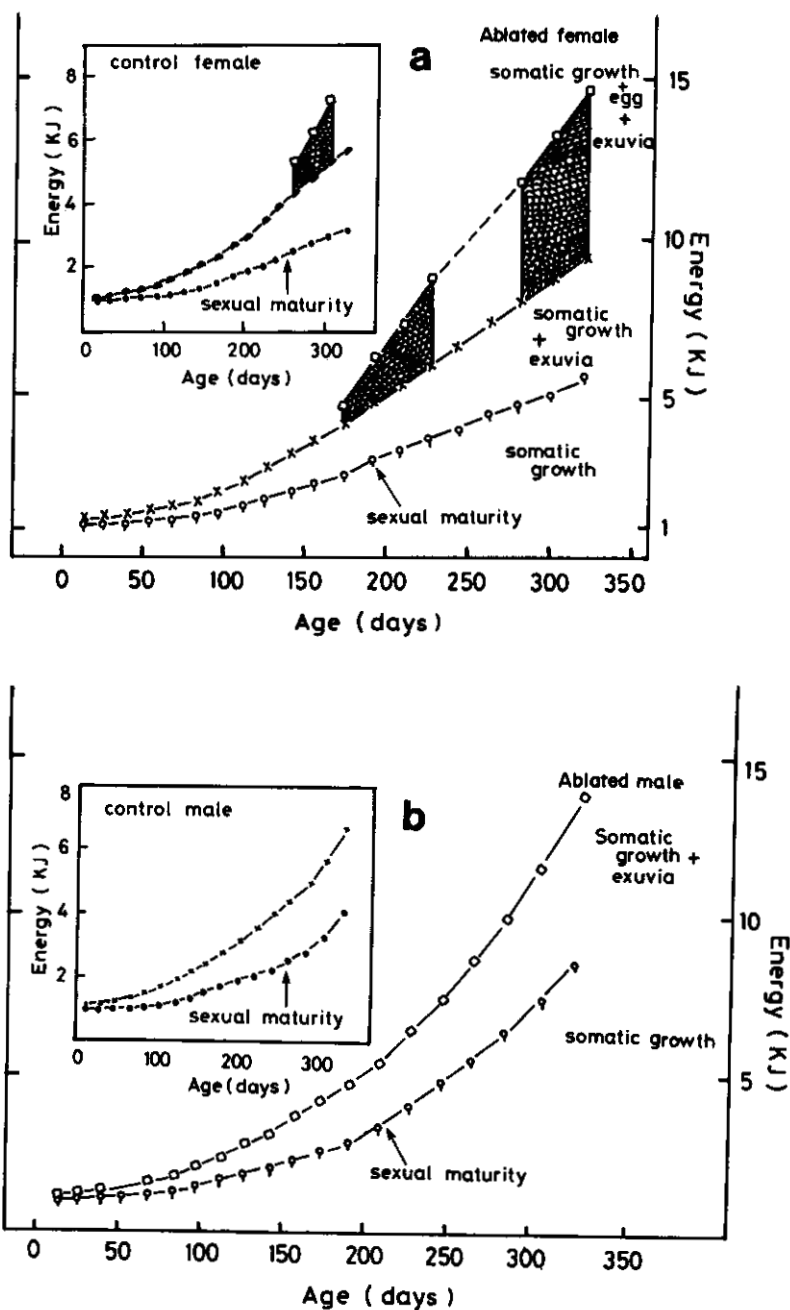 a
Ablated female
somatic growth
+
egg
+
exuvia
somatic
growth
+
exuvia
somatic
growth
sexual maturity
15
10
5
1
Energy (KJ)
0 50 100 150 200 250 300 350
Age (days)
control female
8
6
4
2
Energy (KJ)
sexual maturity
0 100 200 300
Age (days)
b
Ablated male
Somatic
growth +
exuvia
somatic growth
sexual maturity
15
10
5
Energy (KJ)
0 50 100 150 200 250 300 350
Age (days)
control male
8
6
4
2
Energy (KJ)
sexual maturity
0 100 200 300
Age (days)